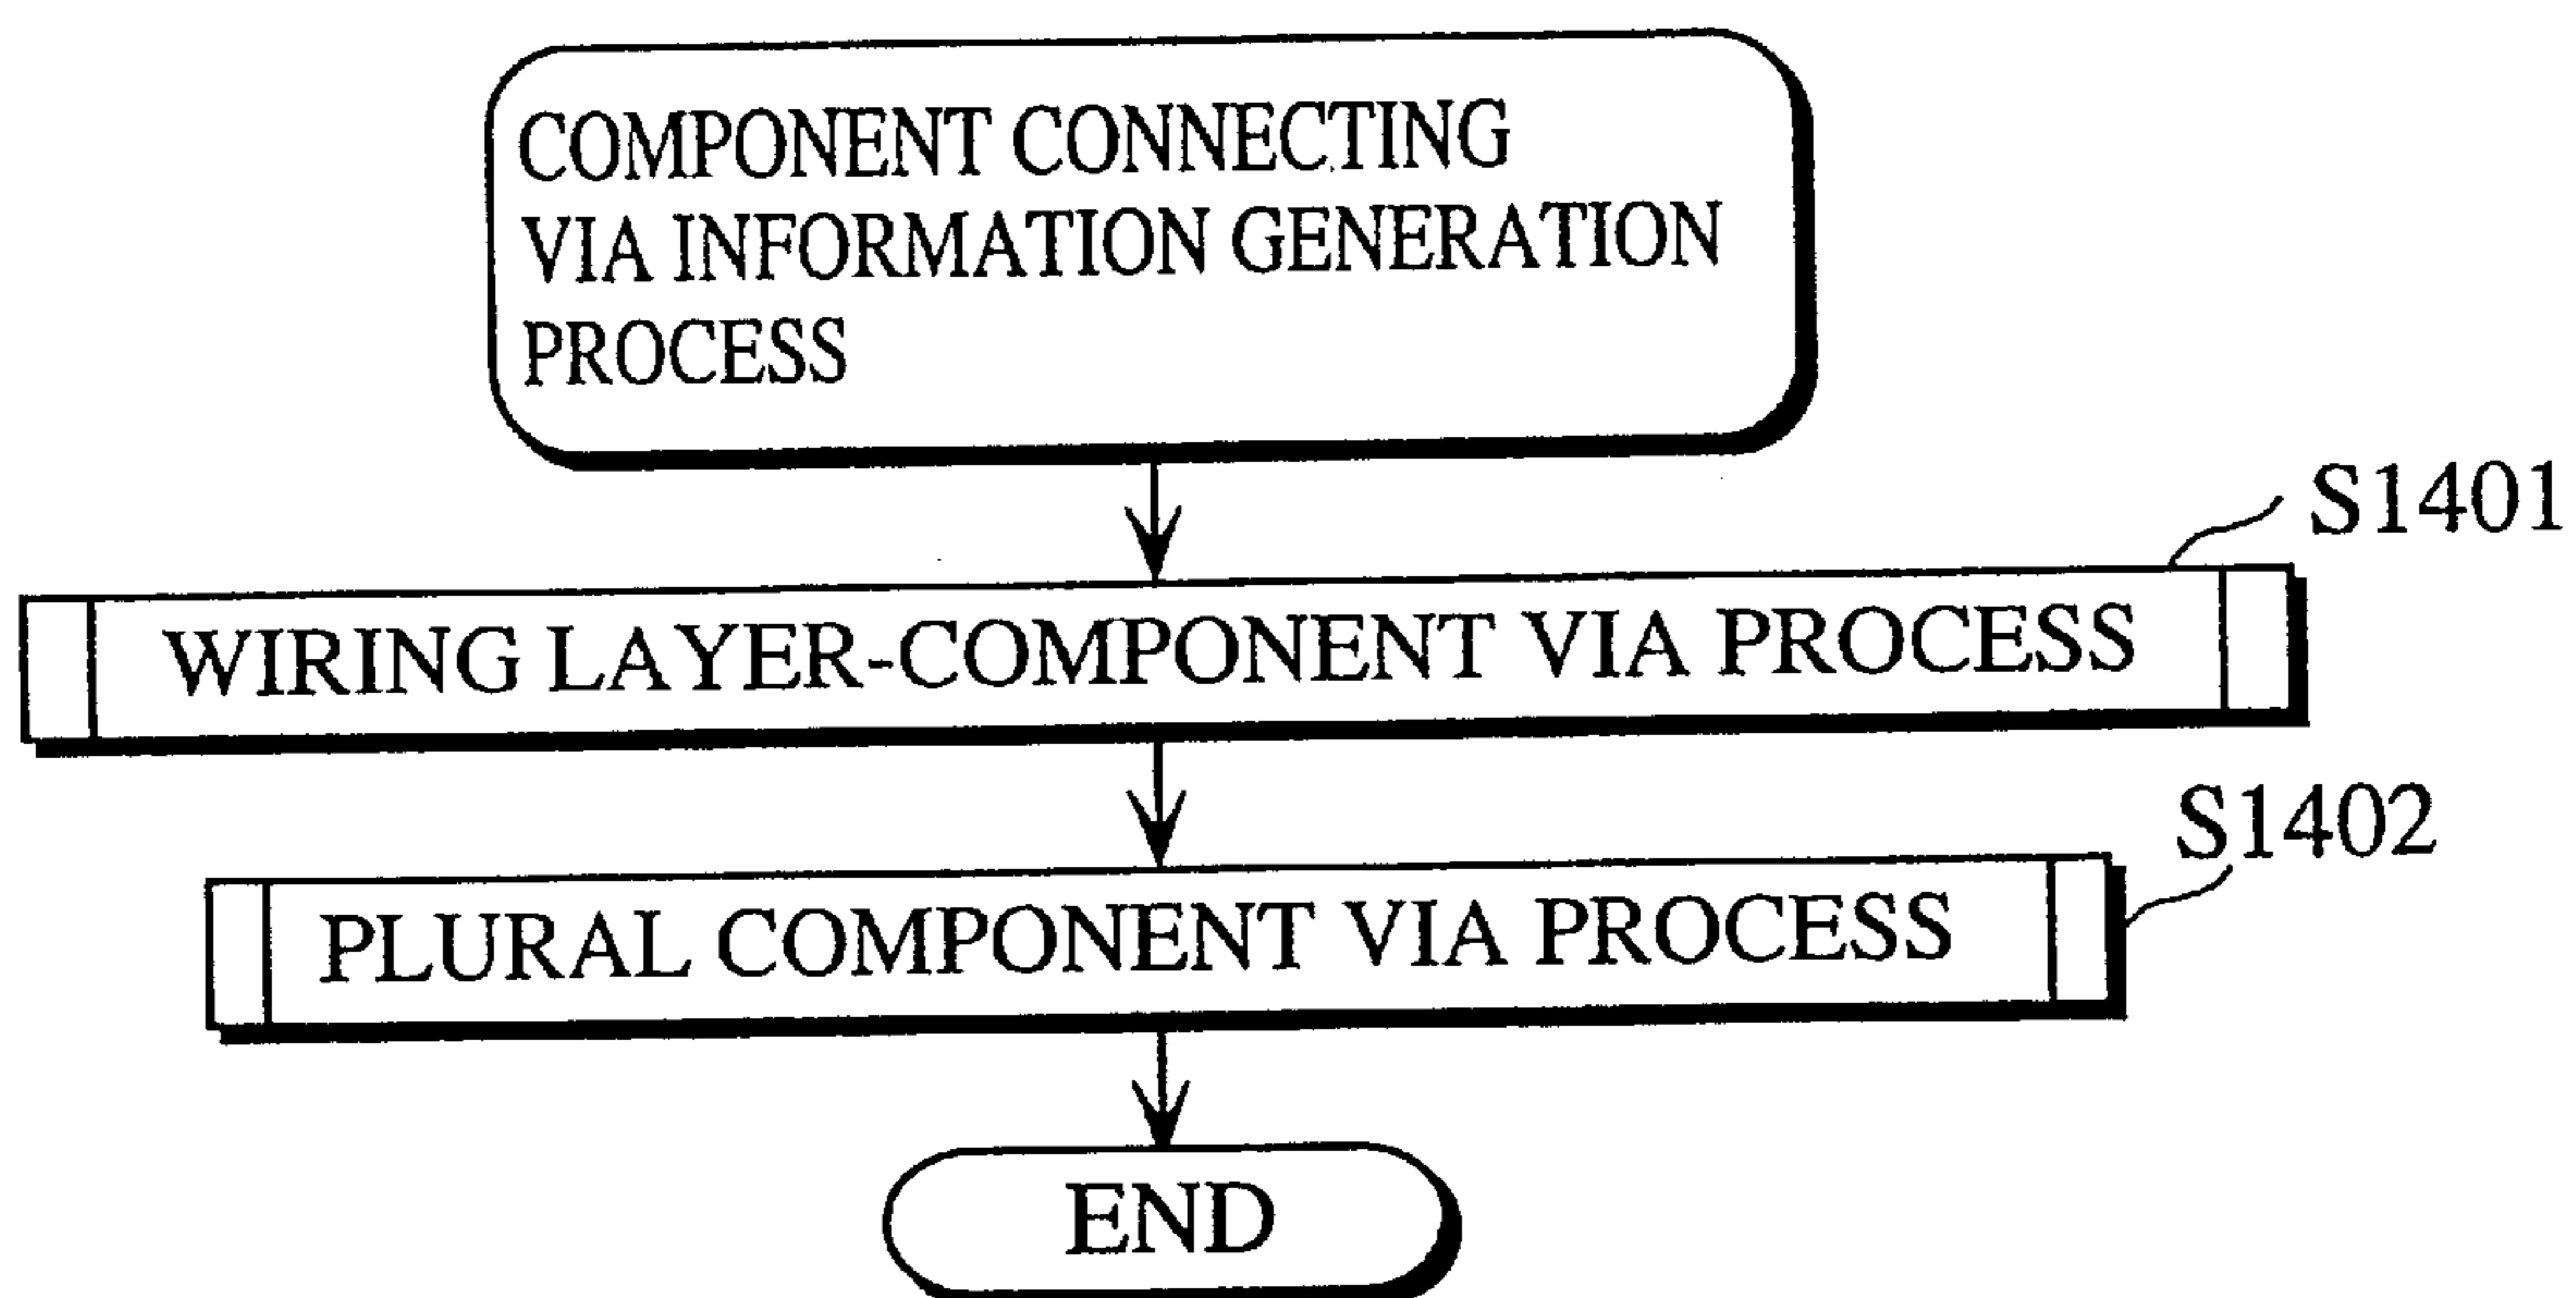 COMPONENT CONNECTING
VIA INFORMATION GENERATION
PROCESS
S1401
WIRING LAYER-COMPONENT VIA PROCESS
S1402
PLURAL COMPONENT VIA PROCESS
END